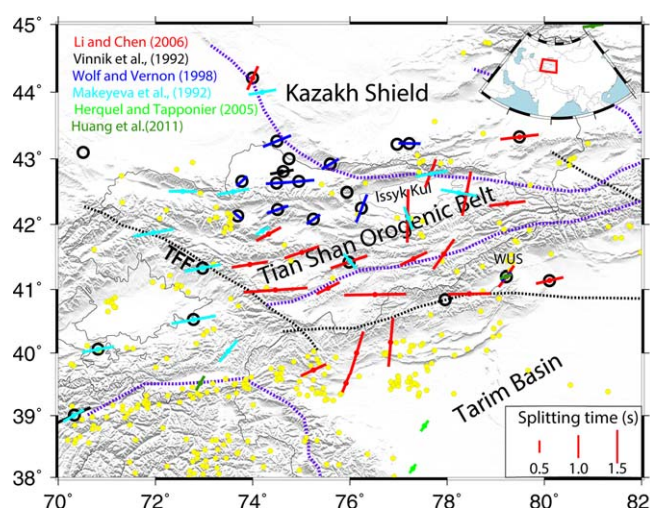 45°
44°
43°
42°
41°
40°
39°
38°
Li and Chen (2006)
Vinnik et al., (1992)
Wolf and Vernon (1998)
Makeyeva et al., (1992)
Herquel and Tapponier (2005)
Huang et al.(2011)
Kazakh Shield
Issyk Kul
Tian Shan Orogenic Belt
TFF
WUS
Tarim Basin
Splitting time (s)
0.5 1.0 1.5
70 72 74 76 78 80 82